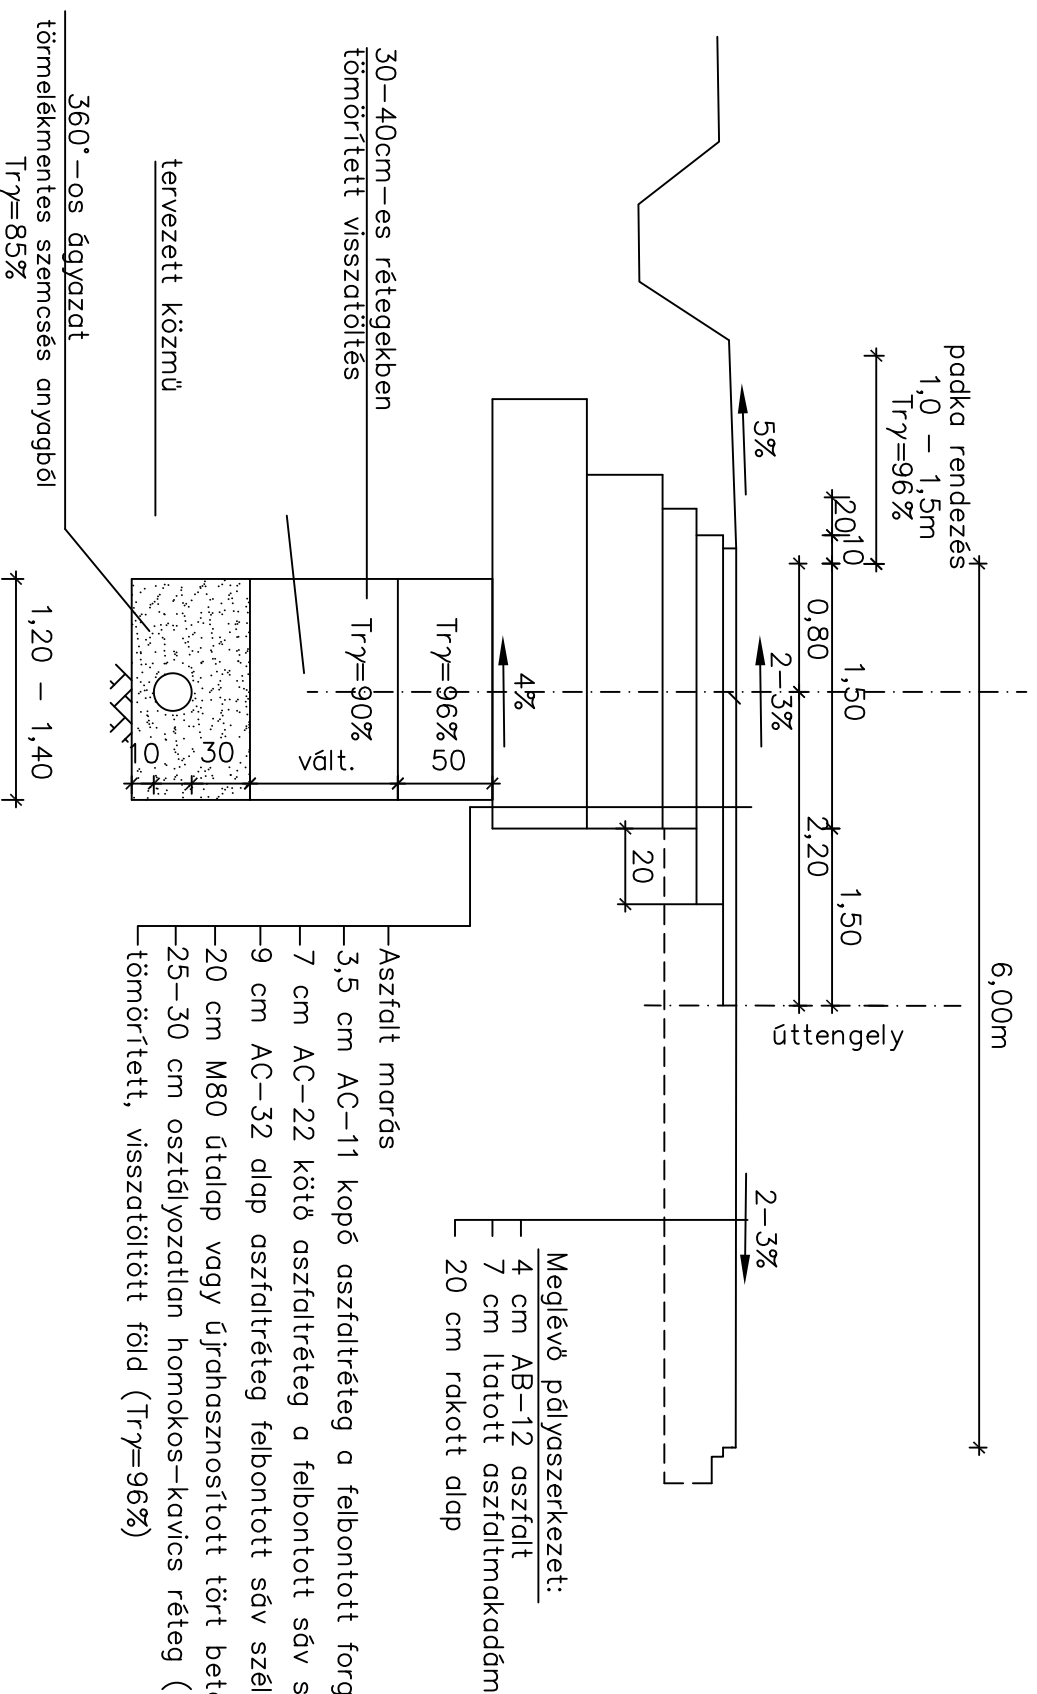 6,00m
padka rendezés
1,0 – 1,5m
Trγ=96%
20
10
1,50
1,50
0,80
2,20
úttengely
5%
2–3%
2–3%
4%
20
30–40cm–es rétegekben
tömörített visszatöltés
Trγ=96%
50
Trγ=90%
vált.
30
10
tervezett közmű
360°–os ágyazat
törmelékmentes szemcsés anyagból
Trγ=85%
1,20 – 1,40
Meglévő pályaszerkezet:
4 cm AB–12 aszfalt
7 cm Itatott aszfaltmakadám
20 cm rakott alap
Aszfalt marás
3,5 cm AC–11 kopó aszfaltréteg a felbontott forg
7 cm AC–22 kötő aszfaltréteg a felbontott sáv s
9 cm AC–32 alap aszfaltréteg felbontott sáv szél
20 cm M80 útalap vagy újrahasznosított tört bet
25–30 cm osztályozatlan homokos–kavics réteg (
tömörített, visszatöltött föld (Trγ=96%)